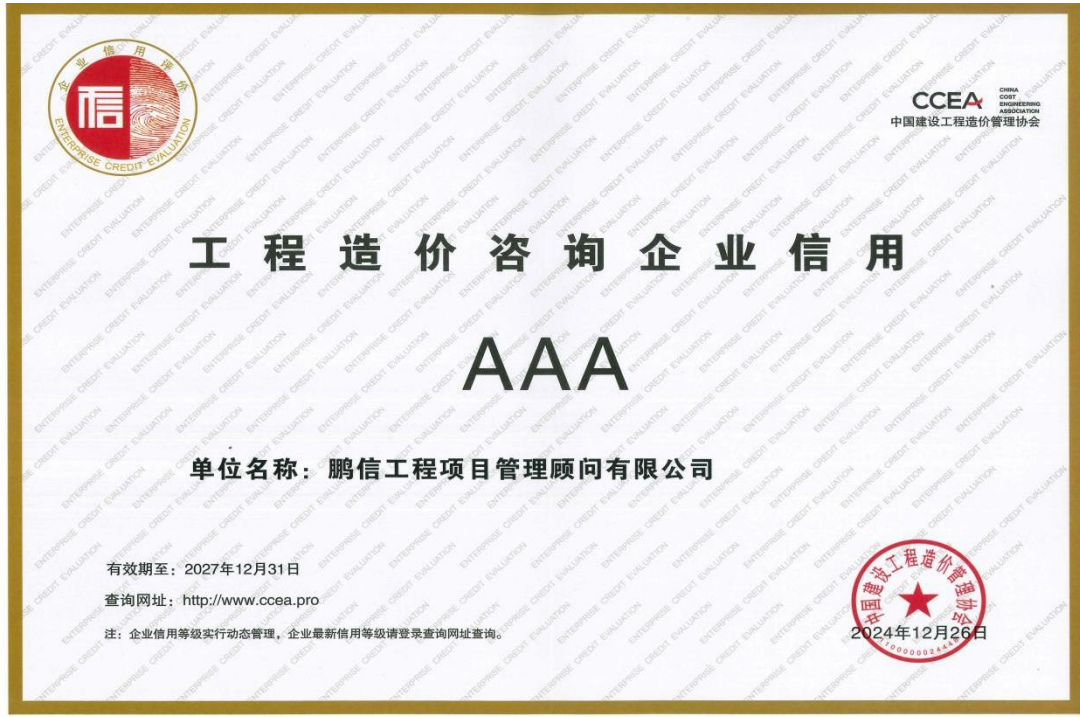 企业信用评价
信
ENTERPRISE CREDIT EVALUATION
CCEA
CHINA
COST
ENGINEERING
ASSOCIATION
中国建设工程造价管理协会
工程造价咨询企业信用
AAA
单位名称：鹏信工程项目管理顾问有限公司
有效期至：2027年12月31日
查询网址：http://www.ccea.pro
注：企业信用等级实行动态管理，企业最新信用等级请登录查询网址查询。
中国建设工程造价管理协会
2024年12月26日